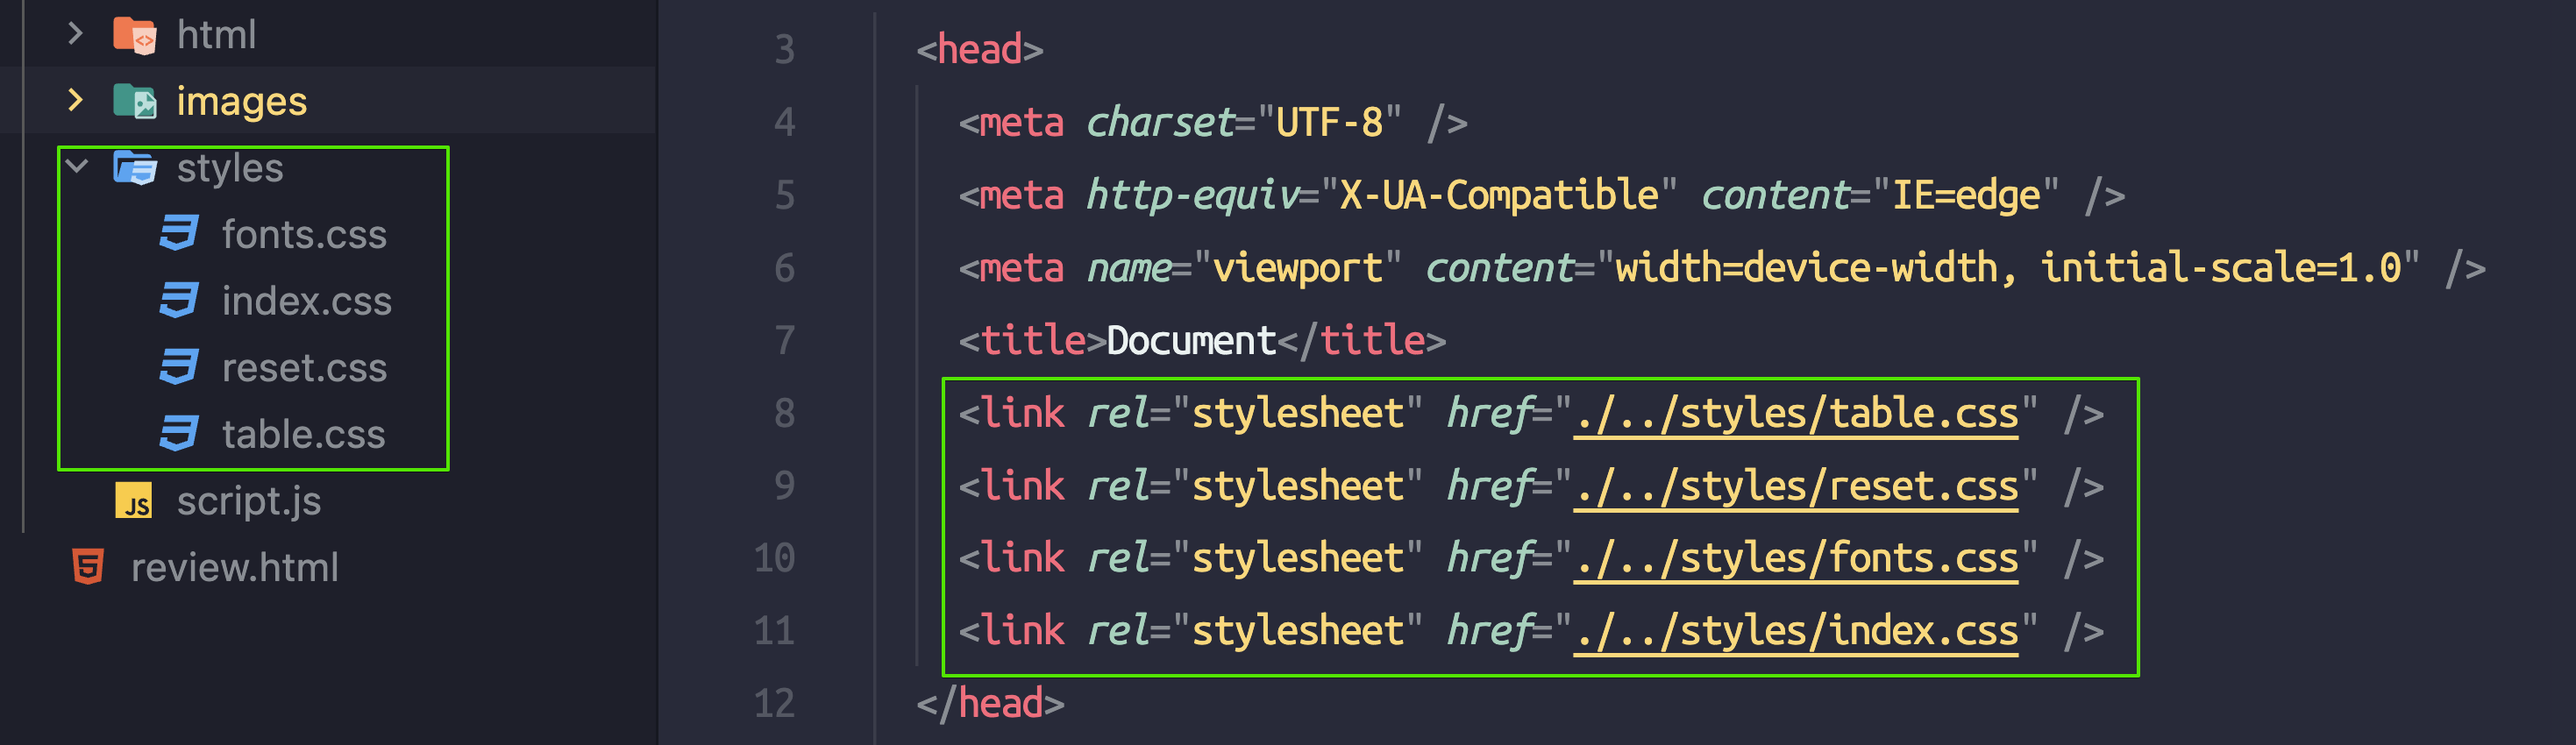 html
images
styles
fonts.css
index.css
reset.css
table.css
JS script.js
5 review.html
3 <head>
4 <meta charset="UTF-8" />
5 <meta http-equiv="X-UA-Compatible" content="IE=edge" />
6 <meta name="viewport" content="width=device-width, initial-scale=1.0" />
7 <title>Document</title>
8 <link rel="stylesheet" href="./../styles/table.css" />
9 <link rel="stylesheet" href="./../styles/reset.css" />
10 <link rel="stylesheet" href="./../styles/fonts.css" />
11 <link rel="stylesheet" href="./../styles/index.css" />
12 </head>